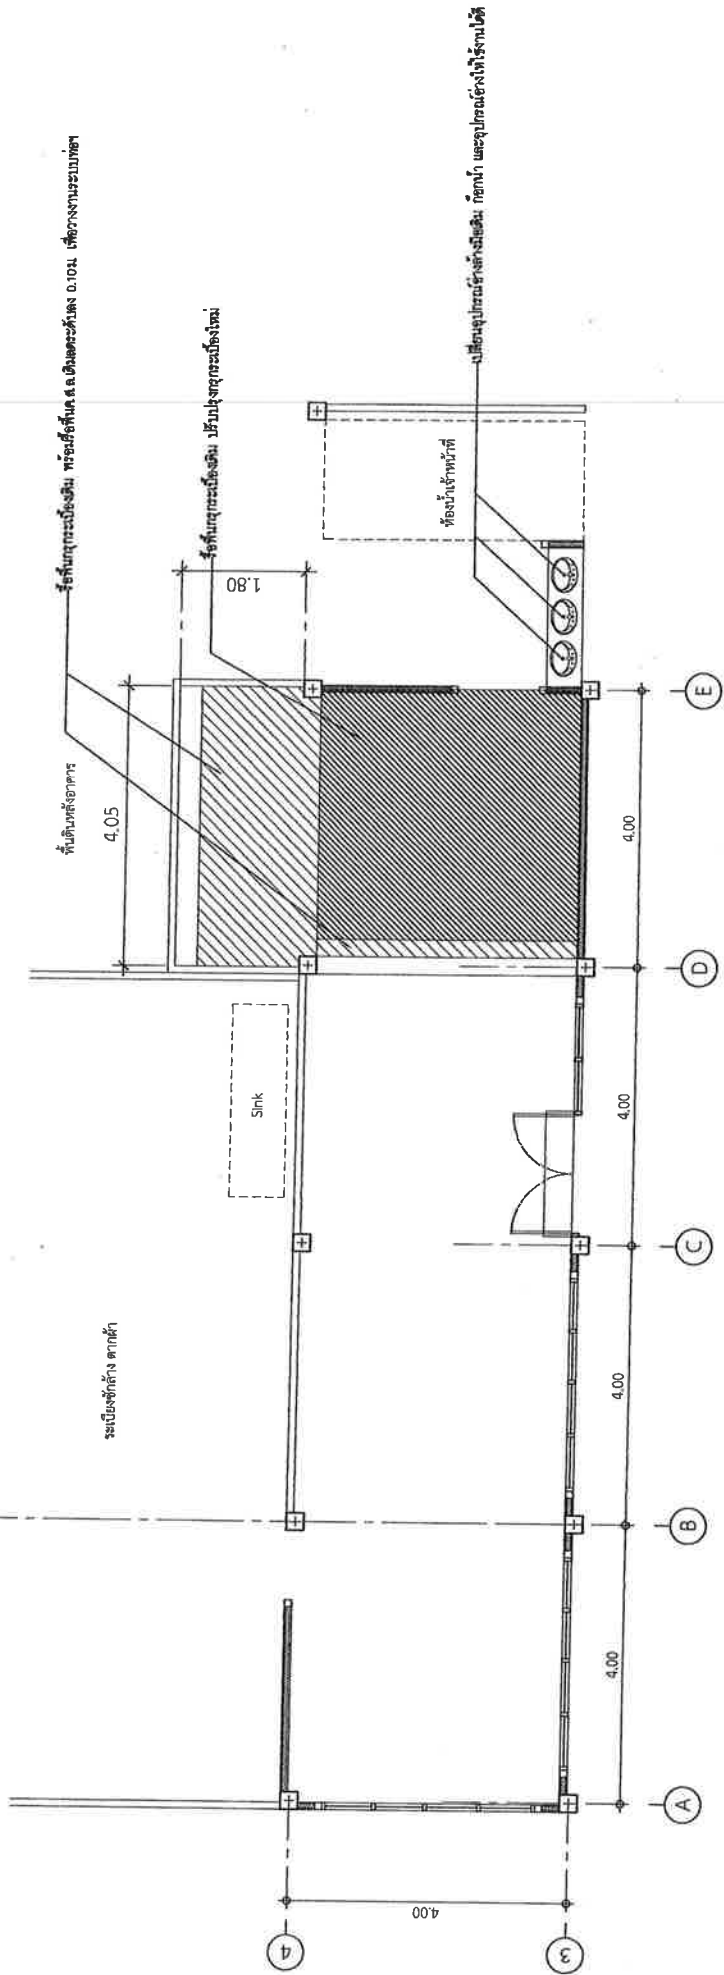 รื้อพื้นกรุกระเบื้องเดิม พร้อมรื้อพื้นค.ส.ล.เดิมลดระดับลง 0.10ม. เพื่อวางงานระบบท่อฯ
รื้อพื้นกรุกระเบื้องเดิม ปรับปรุงกรุกระเบื้องใหม่
เปลี่ยนอุปกรณ์อ่างล้างมือเดิม ก๊อกน้ำ และอุปกรณ์อ่างให้ใช้งานได้ดี
พื้นดินหลังอาคาร
4.05
1.80
ห้องน้ำเจ้าหน้าที่
ระเบียงซักล้าง ตากผ้า
Sink
4.00
4.00
4.00
4.00
4.00
4
3
A
B
C
D
E